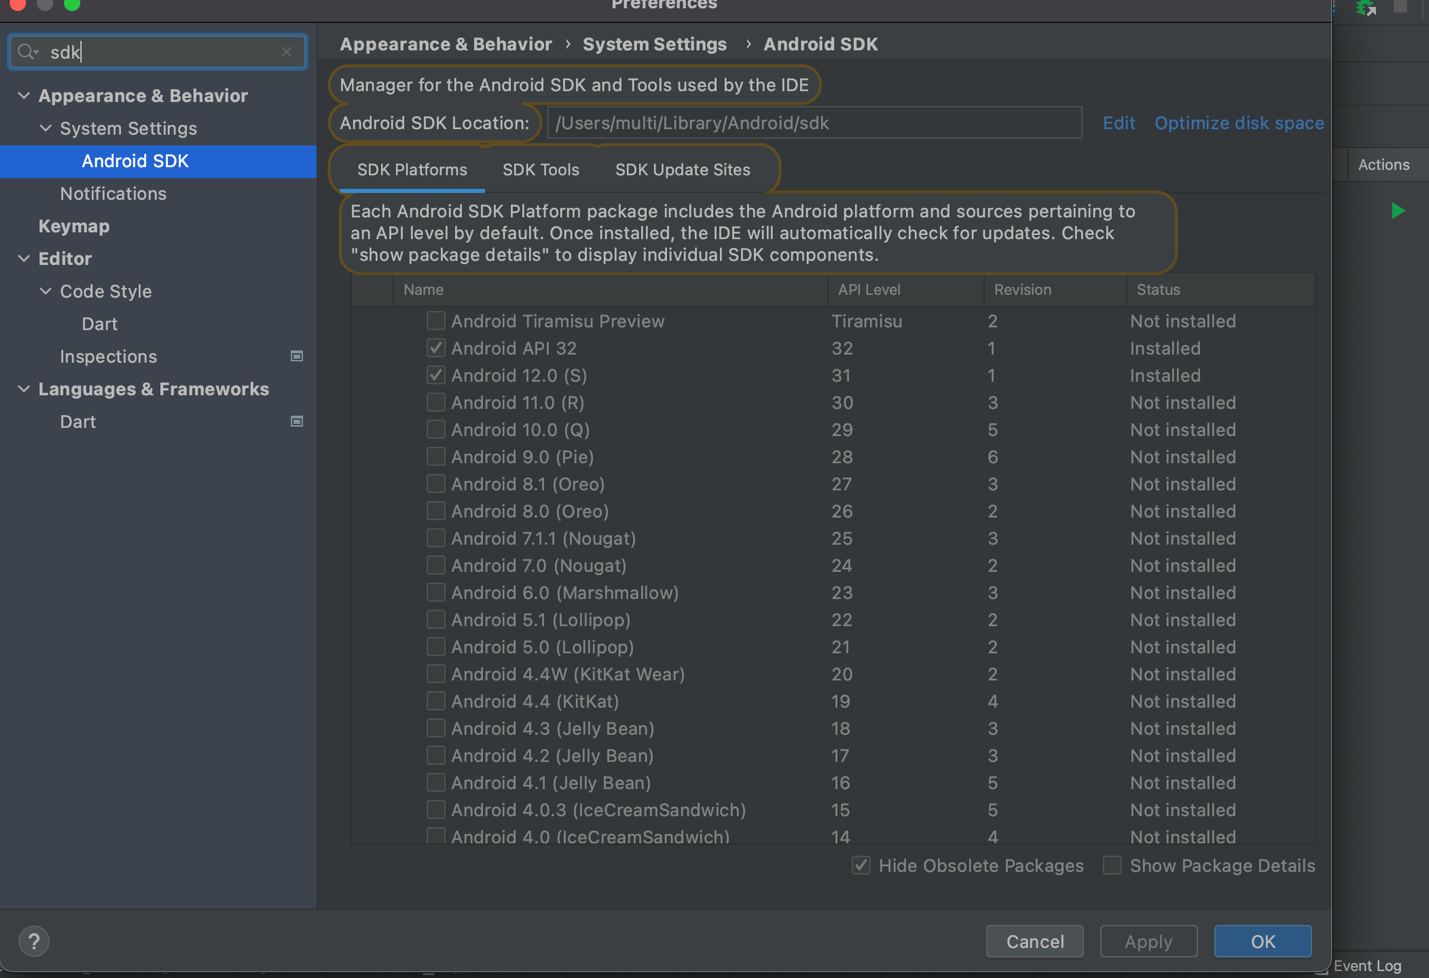 Preferences
sdk
Appearance & Behavior
System Settings
Android SDK
Notifications
Keymap
Editor
Code Style
Dart
Inspections
Languages & Frameworks
Dart
Appearance & Behavior › System Settings › Android SDK
Manager for the Android SDK and Tools used by the IDE
Android SDK Location: /Users/multi/Library/Android/sdk Edit Optimize disk space
SDK Platforms SDK Tools SDK Update Sites
Each Android SDK Platform package includes the Android platform and sources pertaining to
an API level by default. Once installed, the IDE will automatically check for updates. Check
"show package details" to display individual SDK components.
Name API Level Revision Status
Android Tiramisu Preview Tiramisu 2 Not installed
Android API 32 32 1 Installed
Android 12.0 (S) 31 1 Installed
Android 11.0 (R) 30 3 Not installed
Android 10.0 (Q) 29 5 Not installed
Android 9.0 (Pie) 28 6 Not installed
Android 8.1 (Oreo) 27 3 Not installed
Android 8.0 (Oreo) 26 2 Not installed
Android 7.1.1 (Nougat) 25 3 Not installed
Android 7.0 (Nougat) 24 2 Not installed
Android 6.0 (Marshmallow) 23 3 Not installed
Android 5.1 (Lollipop) 22 2 Not installed
Android 5.0 (Lollipop) 21 2 Not installed
Android 4.4W (KitKat Wear) 20 2 Not installed
Android 4.4 (KitKat) 19 4 Not installed
Android 4.3 (Jelly Bean) 18 3 Not installed
Android 4.2 (Jelly Bean) 17 3 Not installed
Android 4.1 (Jelly Bean) 16 5 Not installed
Android 4.0.3 (IceCreamSandwich) 15 5 Not installed
Android 4.0 (IceCreamSandwich) 14 4 Not installed
Hide Obsolete Packages Show Package Details
? Cancel Apply OK
Actions
Event Log